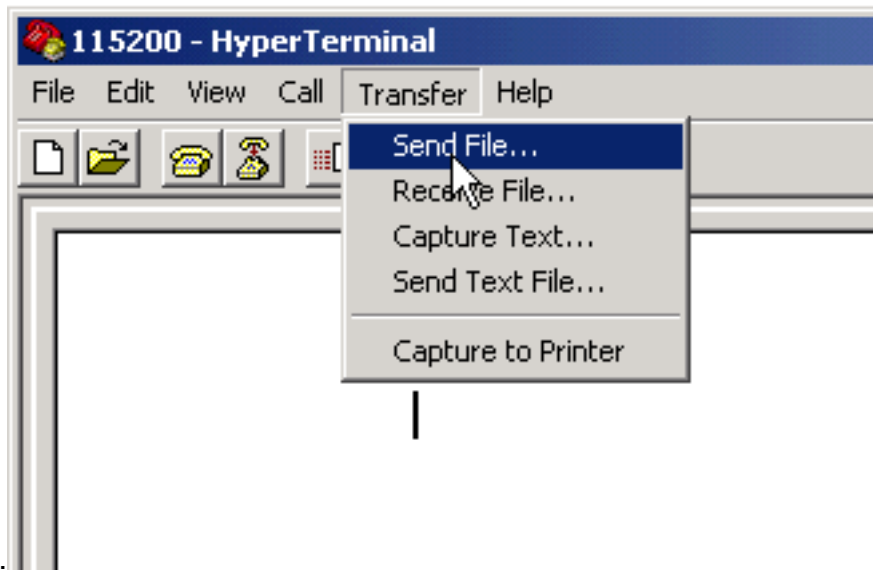 115200 - HyperTerminal
File Edit View Call Transfer Help
Send File...
Receive File...
Capture Text...
Send Text File...
Capture to Printer